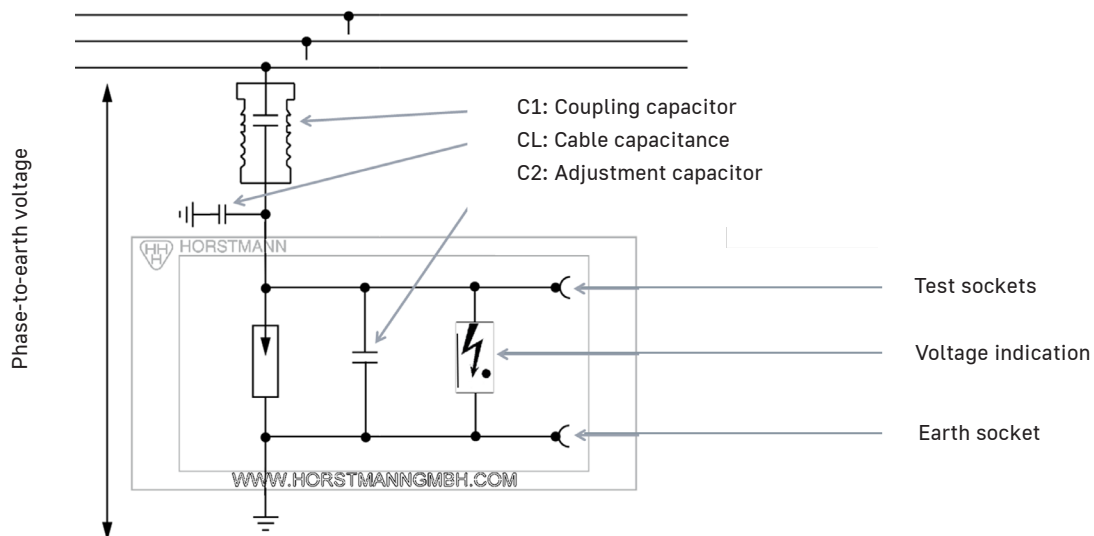 C1: Coupling capacitor
CL: Cable capacitance
C2: Adjustment capacitor
Phase-to-earth voltage
HHH
HORSTMANN
Test sockets
Voltage indication
Earth socket
WWW.HORSTMANNGMBH.COM